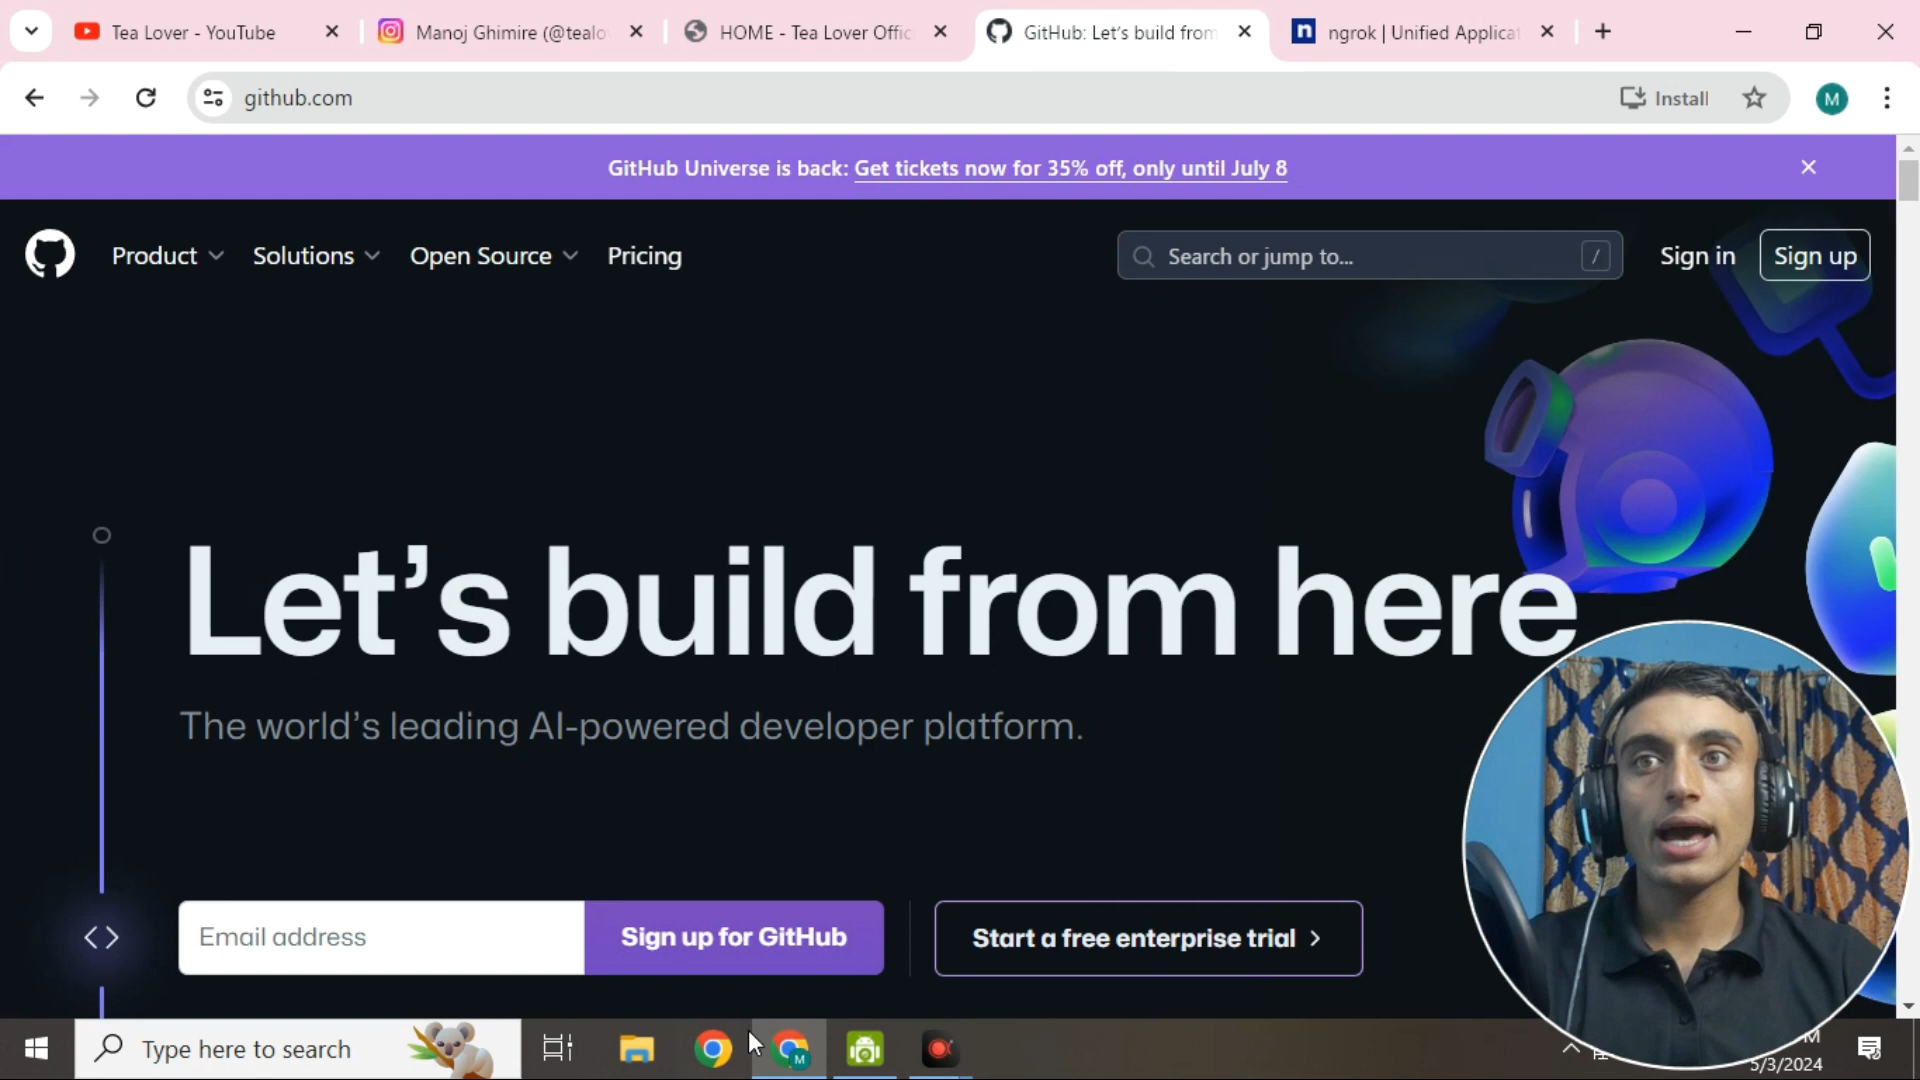 Tea Lover - YouTube
Manoj Ghimire (@tealo
HOME - Tea Lover Offic
GitHub: Let's build from
ngrok | Unified Applicat
github.com
Install
M
GitHub Universe is back: Get tickets now for 35% off, only until July 8
Product
Solutions
Open Source
Pricing
Search or jump to...
/
Sign in
Sign up
Let's build from here
The world's leading AI-powered developer platform.
Email address
Sign up for GitHub
Start a free enterprise trial
Type here to search
M
M
5/3/2024